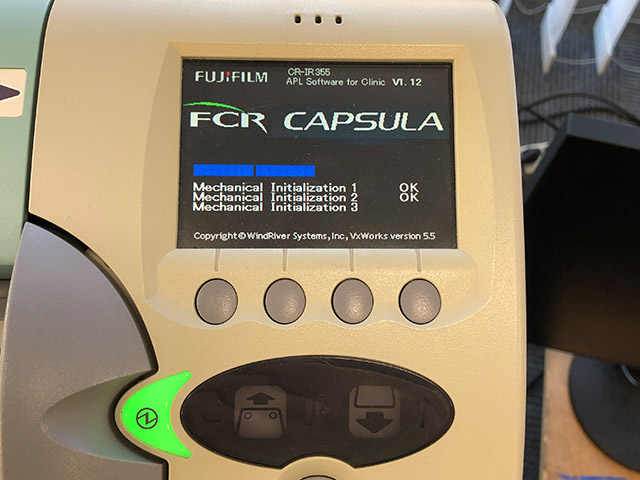 FUJIFILM
CR-IR355
APL Software for Clinic V1.12
FCR CAPSULA
Mechanical Initialization 1 OK
Mechanical Initialization 2 OK
Mechanical Initialization 3
Copyright©WindRiver Systems,Inc,VxWorks version 5.5